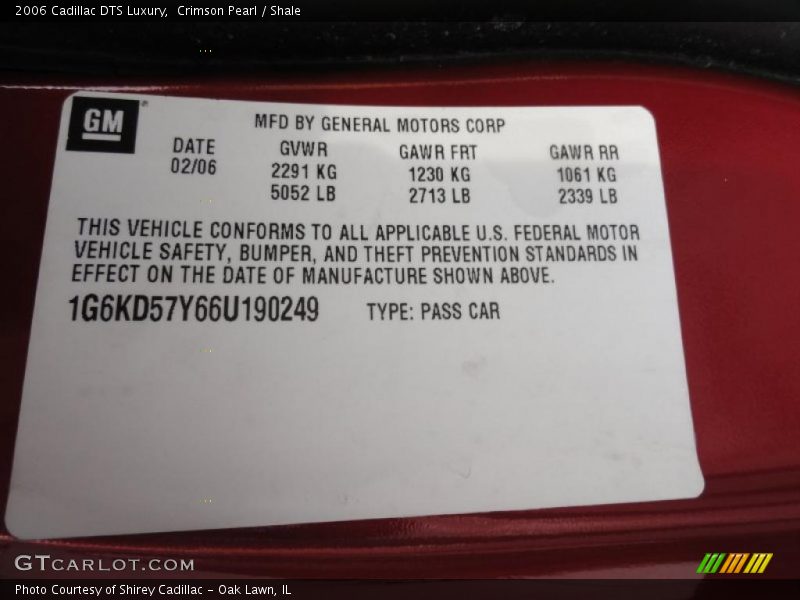 2006 Cadillac DTS Luxury,  Crimson Pearl / Shale
GM
MFD BY GENERAL MOTORS CORP
DATE GVWR GAWR FRT GAWR RR
02/06 2291 KG 1230 KG 1061 KG
5052 LB 2713 LB 2339 LB
THIS VEHICLE CONFORMS TO ALL APPLICABLE U.S. FEDERAL MOTOR
VEHICLE SAFETY, BUMPER, AND THEFT PREVENTION STANDARDS IN
EFFECT ON THE DATE OF MANUFACTURE SHOWN ABOVE.
1G6KD57Y66U190249 TYPE: PASS CAR
GTCARLOT.COM
Photo Courtesy of Shirey Cadillac - Oak Lawn, IL